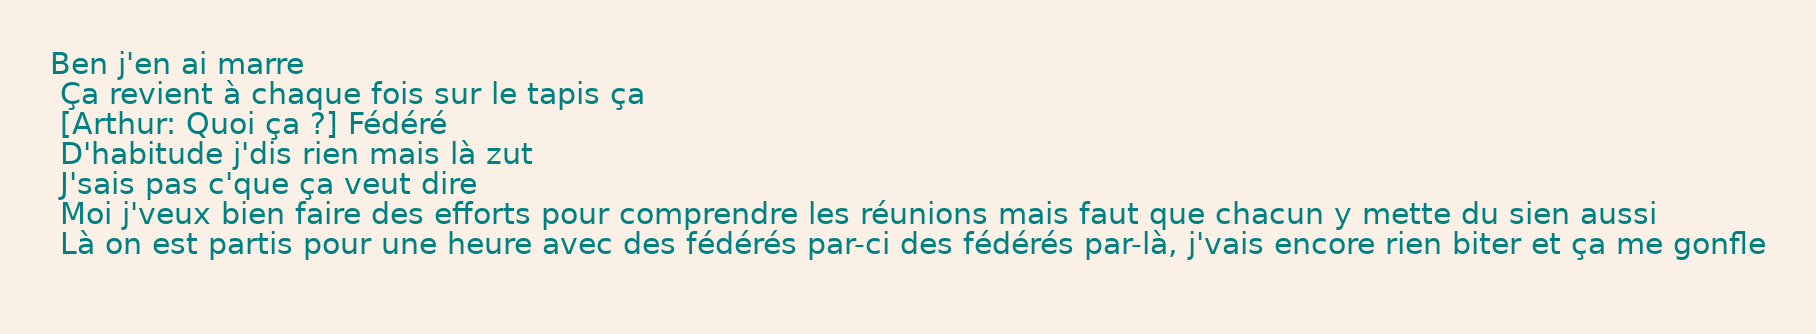 Ben j'en ai marre
Ça revient à chaque fois sur le tapis ça
[Arthur: Quoi ça ?] Fédéré
D'habitude j'dis rien mais là zut
J'sais pas c'que ça veut dire
Moi j'veux bien faire des efforts pour comprendre les réunions mais faut que chacun y mette du sien aussi
Là on est partis pour une heure avec des fédérés par-ci des fédérés par-là, j'vais encore rien biter et ça me gonfle